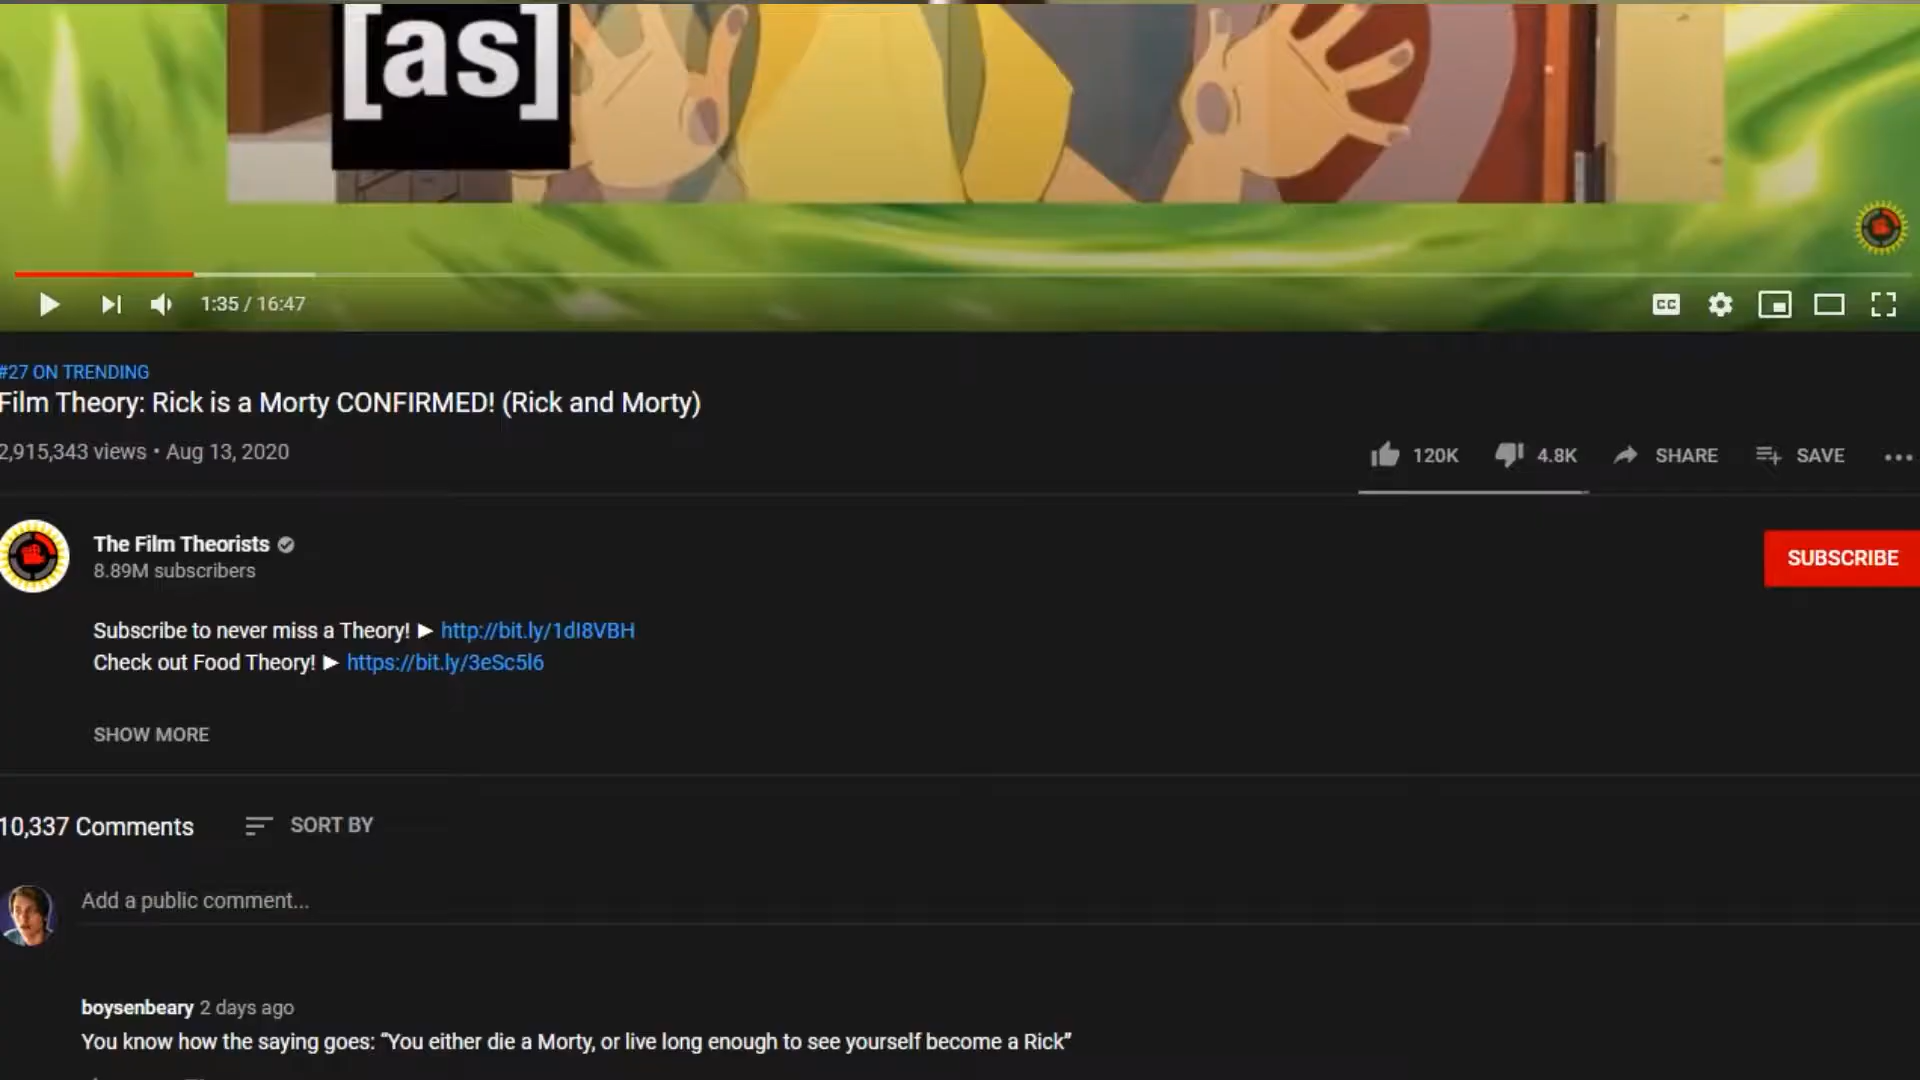 [as]
1:35 / 16:47
CC
#27 ON TRENDING
Film Theory: Rick is a Morty CONFIRMED! (Rick and Morty)
2,915,343 views • Aug 13, 2020
120K 4.8K SHARE SAVE
The Film Theorists
8.89M subscribers
SUBSCRIBE
Subscribe to never miss a Theory! ► http://bit.ly/1dI8VBH
Check out Food Theory! ► https://bit.ly/3eSc5l6
SHOW MORE
10,337 Comments SORT BY
Add a public comment...
boysenbeary 2 days ago
You know how the saying goes: “You either die a Morty, or live long enough to see yourself become a Rick”